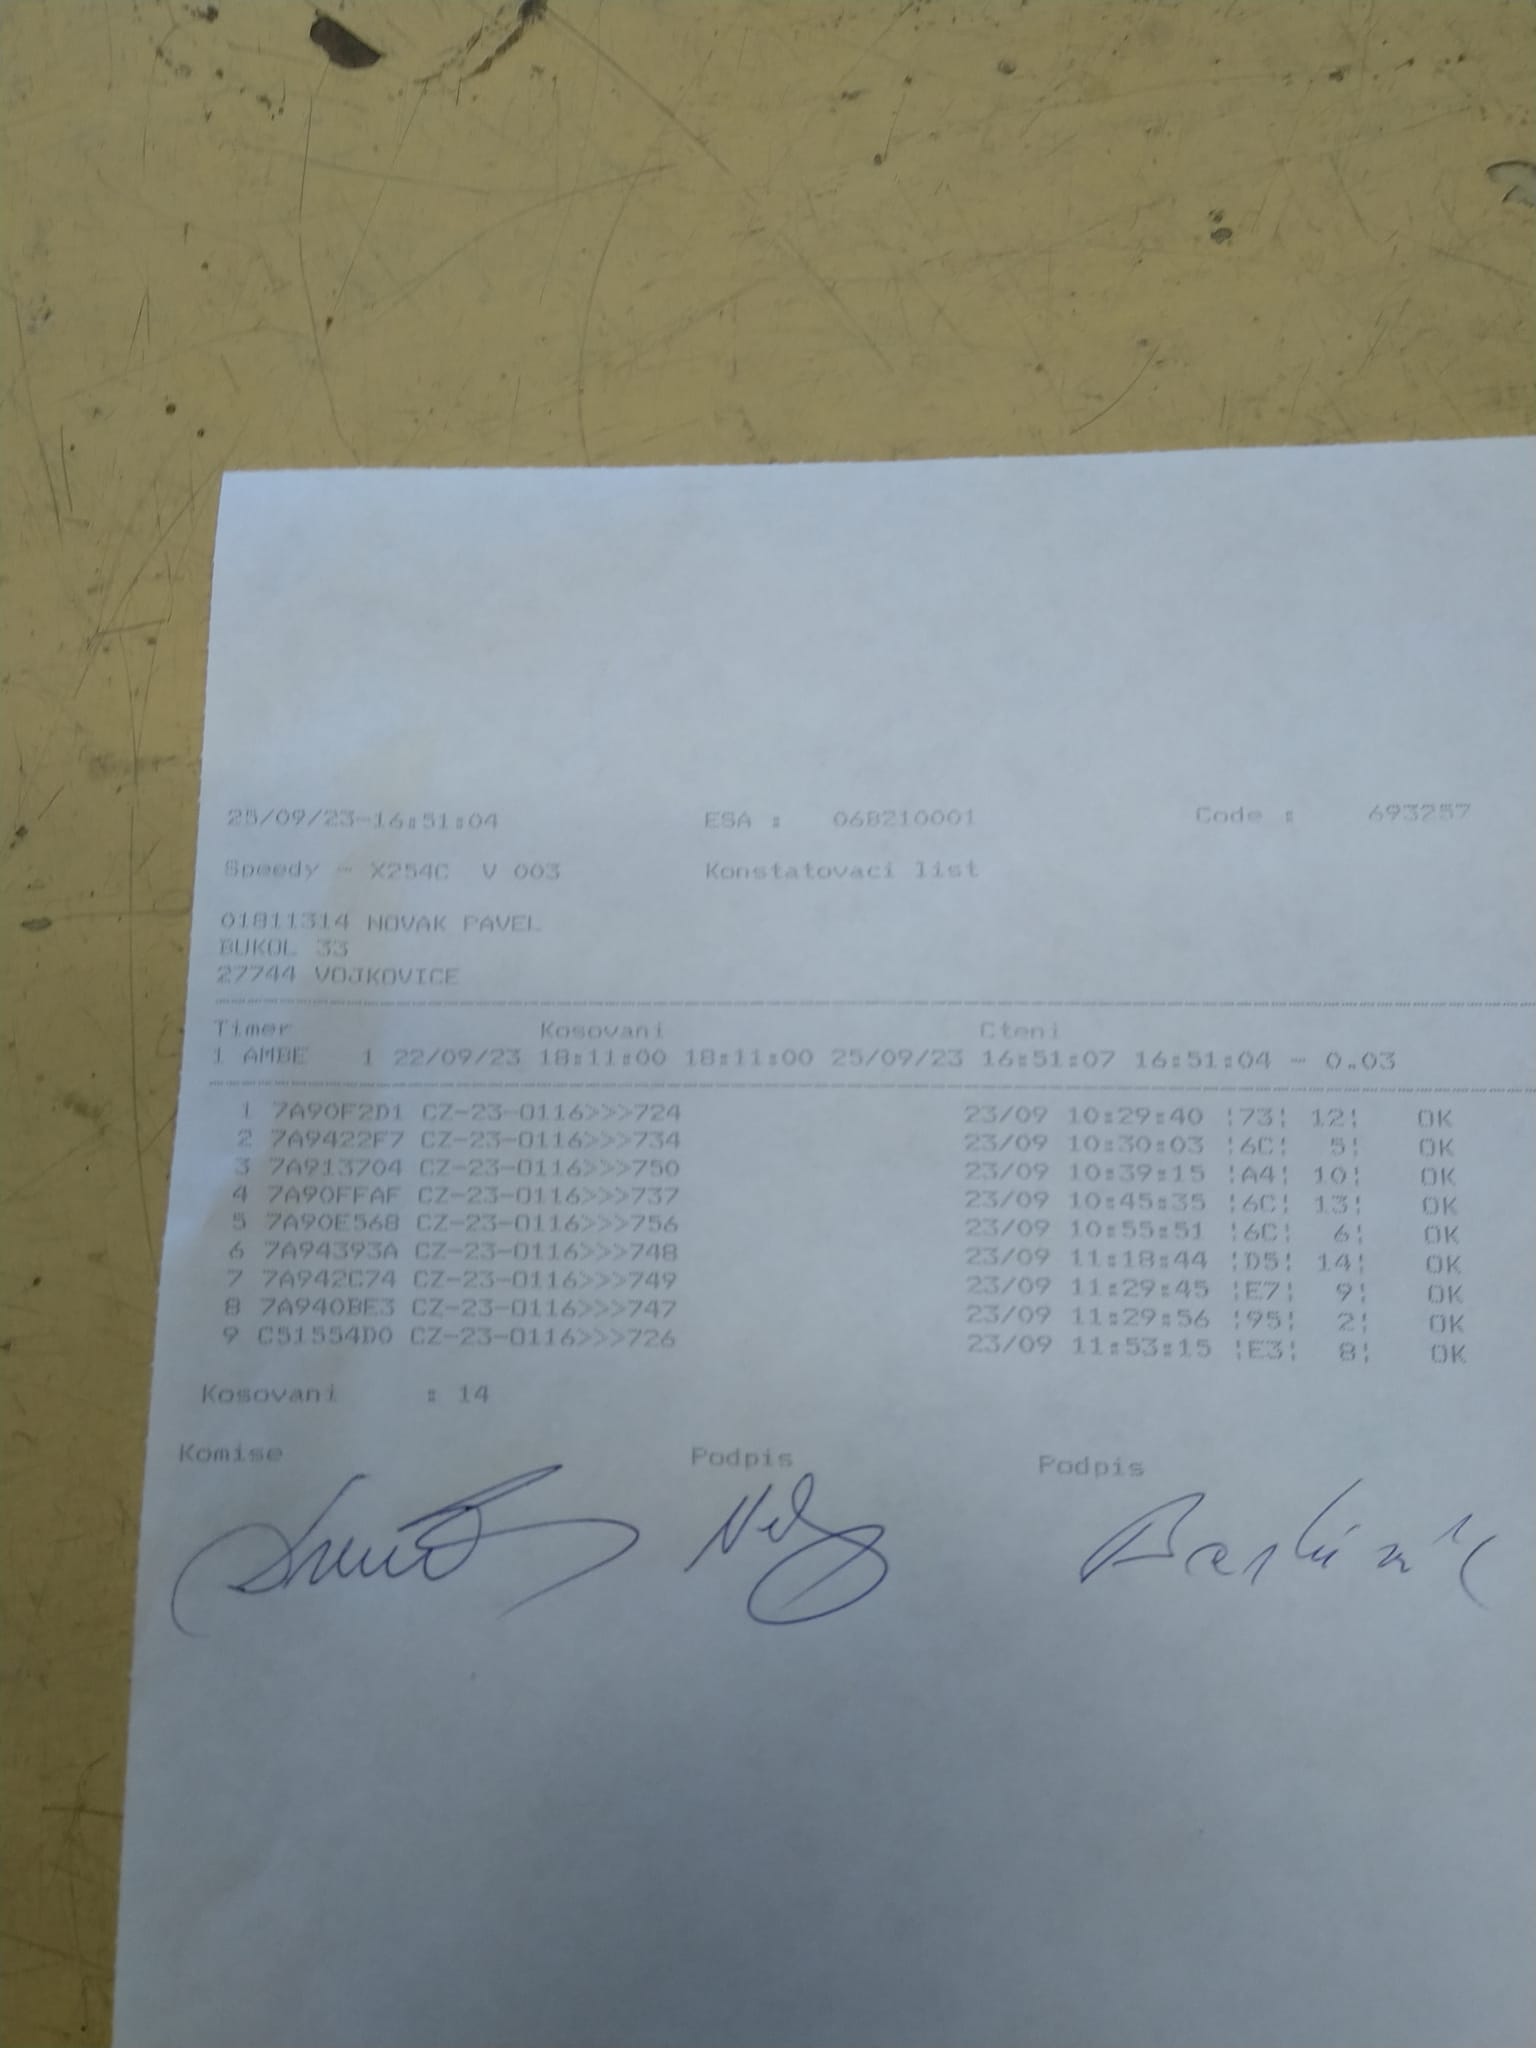 25/09/23-16:51:04 ESA : 068210001 Code : 693257
Speedy - X254C V 003 Konstatovaci list
01811314 NOVAK PAVEL
BUKOL 33
27744 VOJKOVICE
Timer Kosovani Cteni
1 AMBE 1 22/09/23 18:11:00 18:11:00 25/09/23 16:51:07 16:51:04 - 0.03
1 7A90F2D1 CZ-23-0116>>>724 23/09 10:29:40 ¦73¦ 12¦ OK
2 7A9422F7 CZ-23-0116>>>734 23/09 10:30:03 ¦6C¦ 5¦ OK
3 7A913704 CZ-23-0116>>>750 23/09 10:39:15 ¦A4¦ 10¦ OK
4 7A90FFAF CZ-23-0116>>>737 23/09 10:45:35 ¦6C¦ 13¦ OK
5 7A90E568 CZ-23-0116>>>756 23/09 10:55:51 ¦6C¦ 6¦ OK
6 7A94393A CZ-23-0116>>>748 23/09 11:18:44 ¦D5¦ 14¦ OK
7 7A942C74 CZ-23-0116>>>749 23/09 11:29:45 ¦E7¦ 9¦ OK
8 7A940BE3 CZ-23-0116>>>747 23/09 11:29:56 ¦95¦ 2¦ OK
9 C51554D0 CZ-23-0116>>>726 23/09 11:53:15 ¦E3¦ 8¦ OK
Kosovani : 14
Komise Podpis Podpis